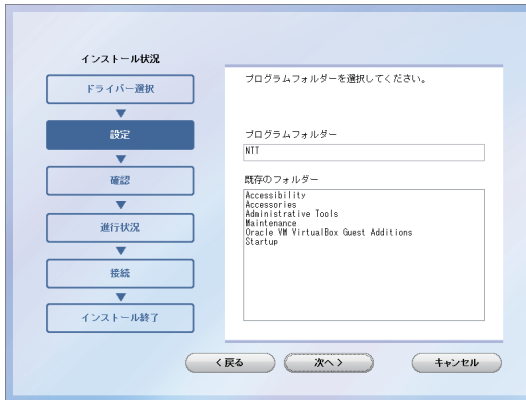 インストール状況
ドライバー選択
設定
確認
進行状況
接続
インストール終了
プログラムフォルダーを選択してください。
プログラムフォルダー
NTT
既存のフォルダー
Accessibility
Accessories
Administrative Tools
Maintenance
Oracle VM VirtualBox Guest Additions
Startup
< 戻る
次へ >
キャンセル